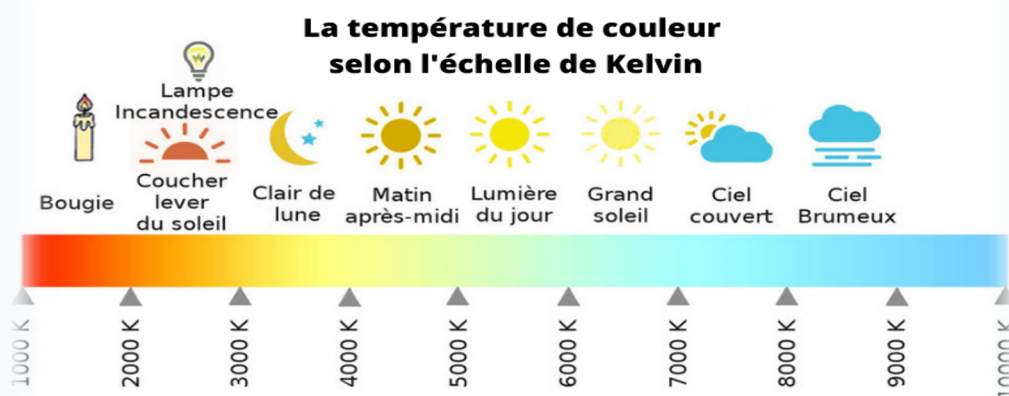 La température de couleur
selon l'échelle de Kelvin
Lampe
Incandescence
Bougie
Coucher
lever
du soleil
Clair de
lune
Matin
après-midi
Lumière
du jour
Grand
soleil
Ciel
couvert
Ciel
Brumeux
1000 K
2000 K
3000 K
4000 K
5000 K
6000 K
7000 K
8000 K
9000 K
10000 K